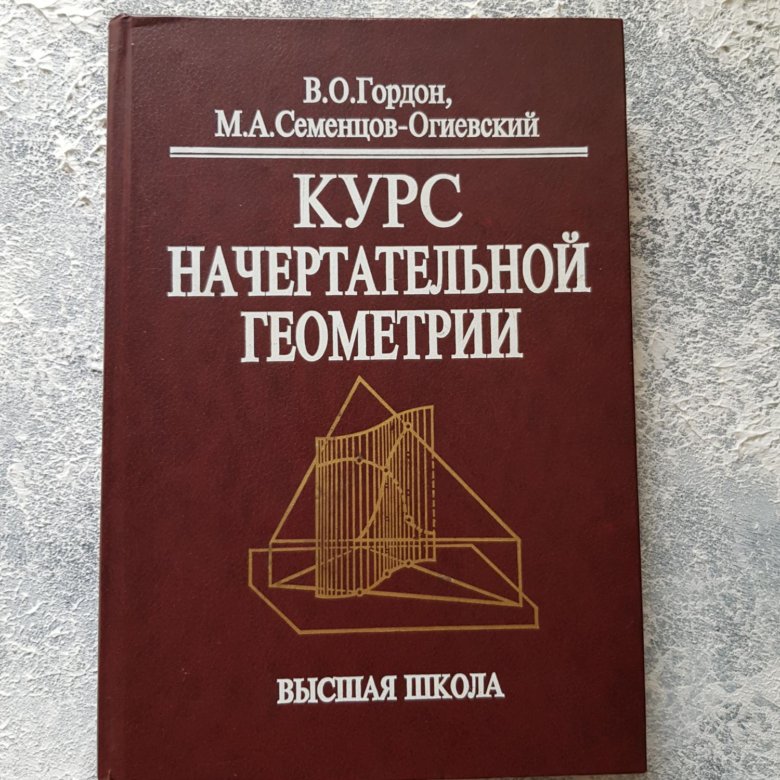 В.О.Гордон,
М.А.Семенцов-Огиевский
КУРС
НАЧЕРТАТЕЛЬНОЙ
ГЕОМЕТРИИ
ВЫСШАЯ ШКОЛА